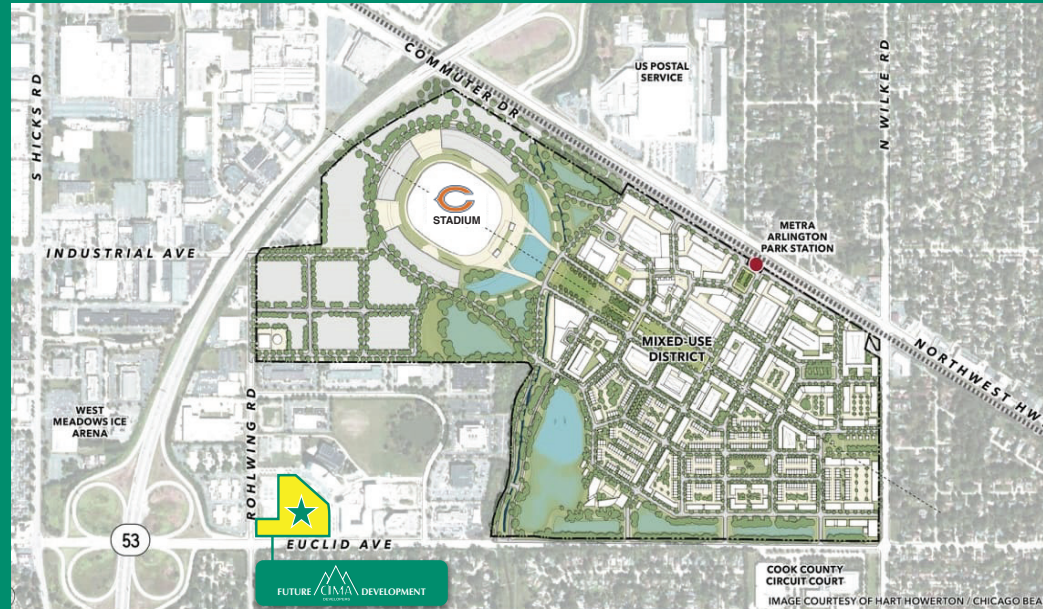 COMMUTER DR
US POSTAL
SERVICE
S HICKS RD
N WILKE RD
C
STADIUM
METRA
ARLINGTON
PARK STATION
INDUSTRIAL AVE
MIXED-USE
DISTRICT
NORTHWEST HW
WEST
MEADOWS ICE
ARENA
ROHLWING RD
53
EUCLID AVE
COOK COUNTY
CIRCUIT COURT
FUTURE CIMA DEVELOPMENT
DEVELOPERS
IMAGE COURTESY OF HART HOWERTON / CHICAGO BEA